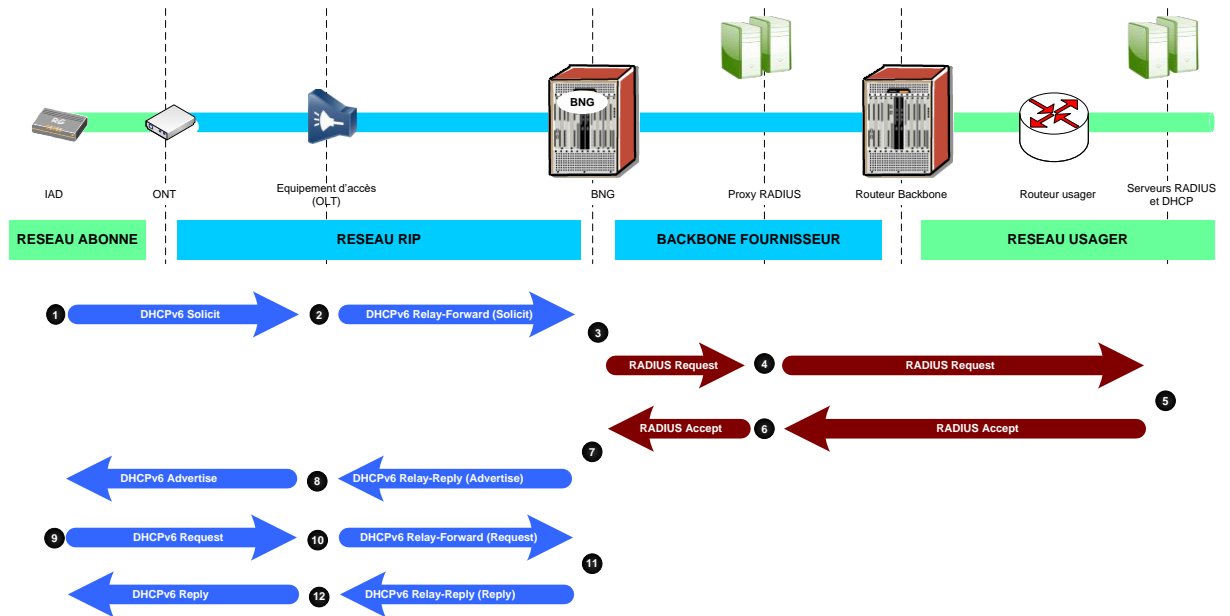 BNG
IAD
ONT
Equipement d'accès
(OLT)
BNG
Proxy RADIUS
Routeur Backbone
Routeur usager
Serveurs RADIUS
et DHCP
RESEAU ABONNE
RESEAU RIP
BACKBONE FOURNISSEUR
RESEAU USAGER
1
DHCPv6 Solicit
2
DHCPv6 Relay-Forward (Solicit)
3
RADIUS Request
4
RADIUS Request
5
RADIUS Accept
6
RADIUS Accept
7
DHCPv6 Advertise
8
DHCPv6 Relay-Reply (Advertise)
9
DHCPv6 Request
10
DHCPv6 Relay-Forward (Request)
11
DHCPv6 Reply
12
DHCPv6 Relay-Reply (Reply)